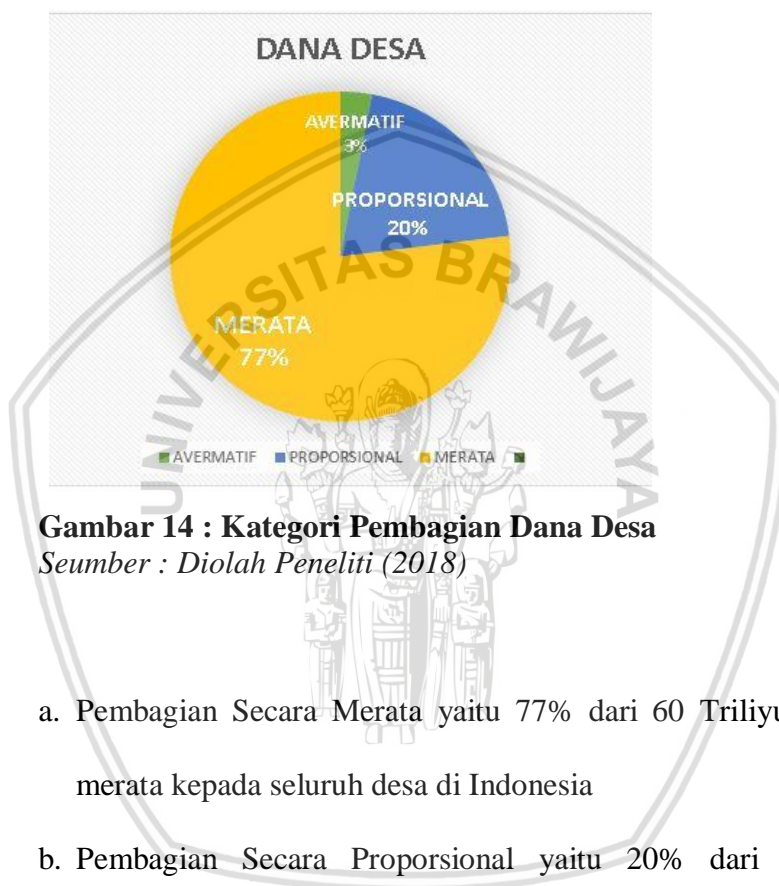 DANA DESA
AVERMATIF
3%
PROPORSIONAL
20%
MERATA
77%
AVERMATIF PROPORSIONAL MERATA
UNIVERSITAS BRAWIJAYA
Gambar 14 : Kategori Pembagian Dana Desa
Seumber : Diolah Peneliti (2018)
a. Pembagian Secara Merata yaitu 77% dari 60 Triliyu
merata kepada seluruh desa di Indonesia
b. Pembagian Secara Proporsional yaitu 20% dari